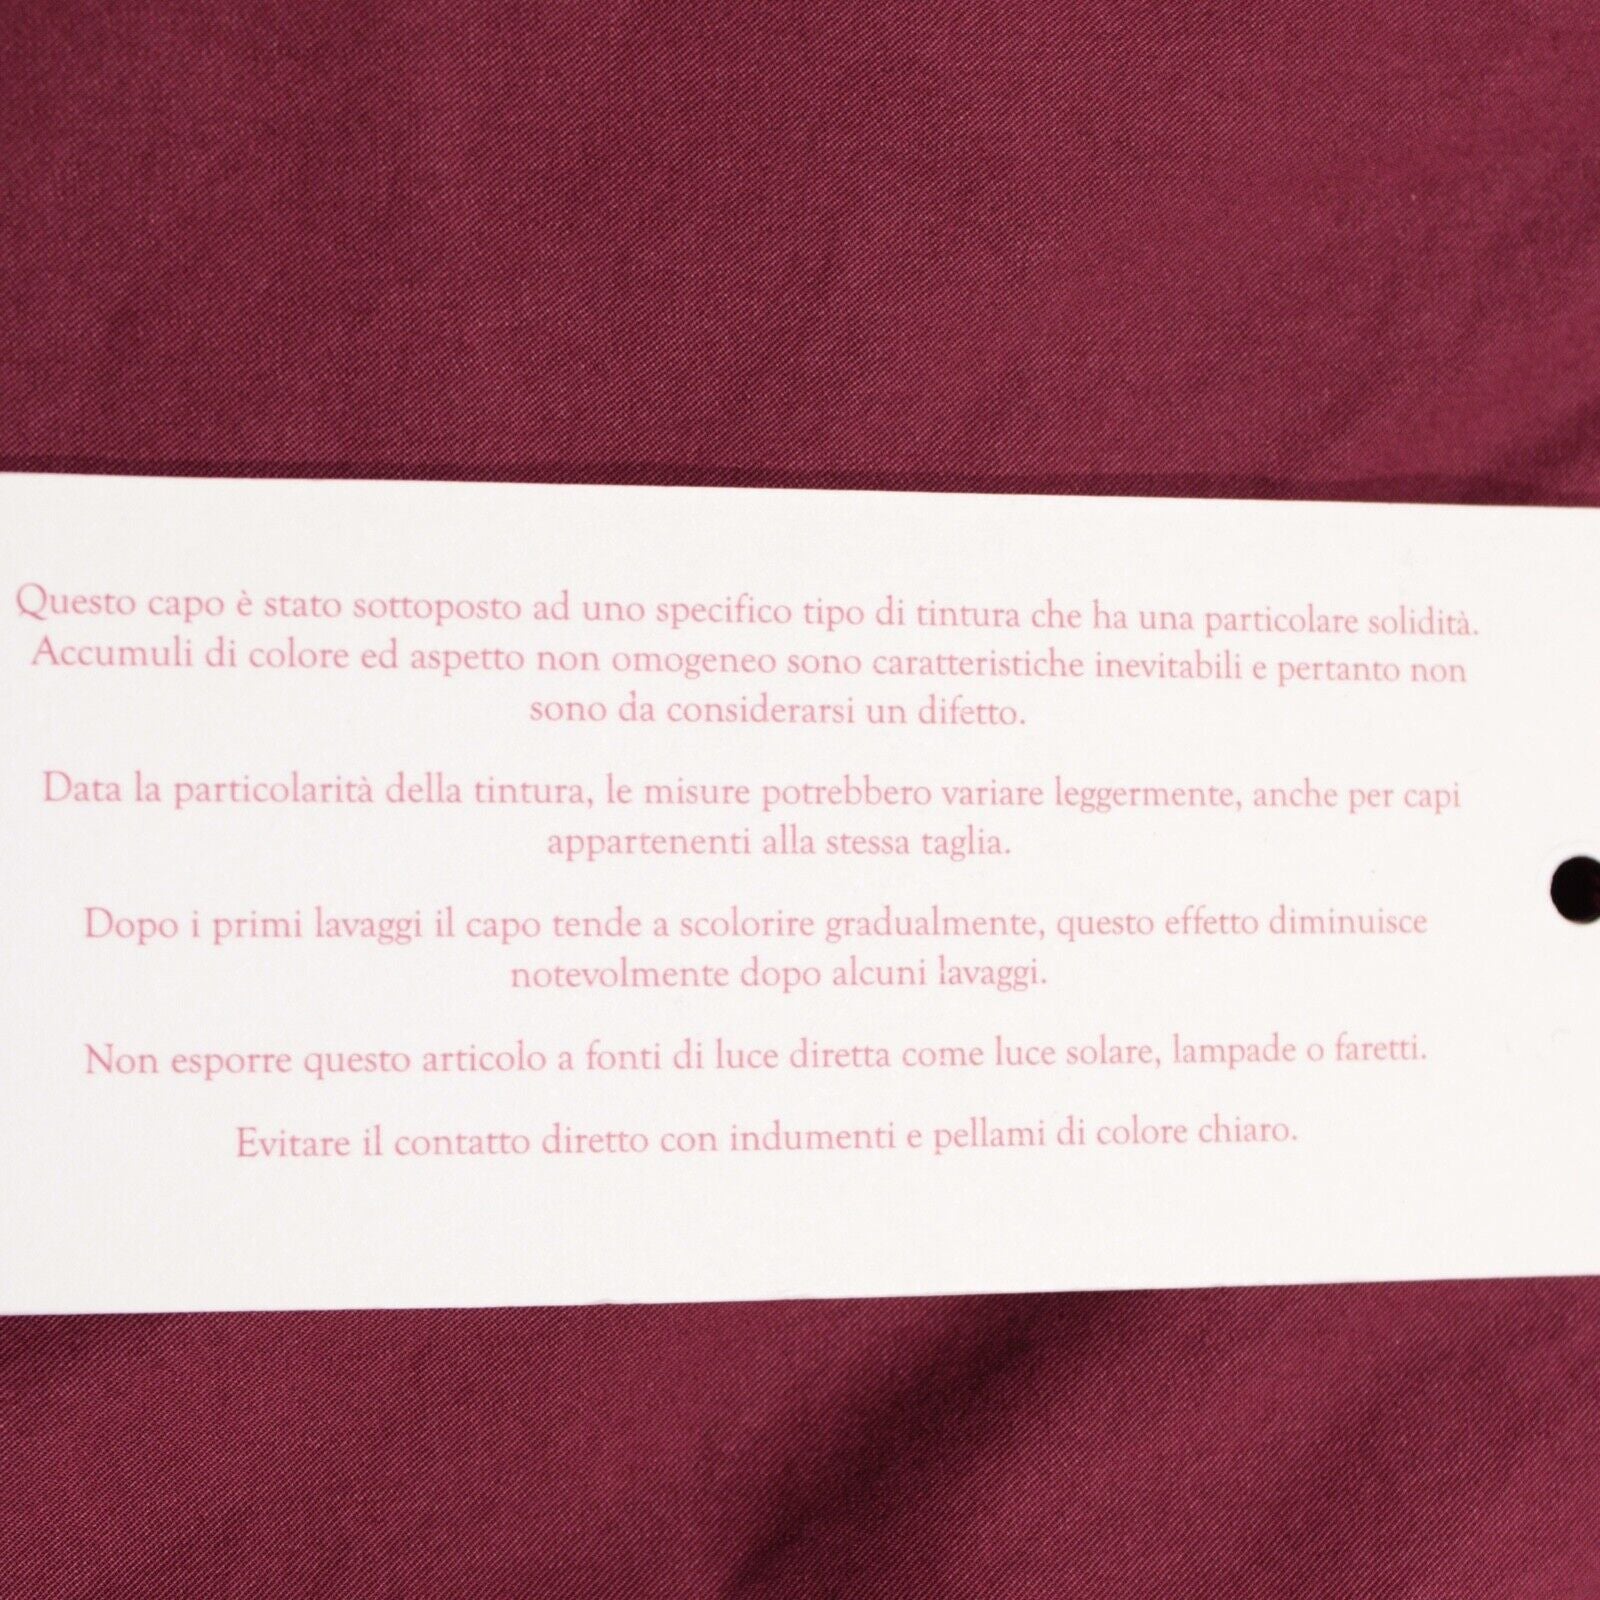 Questo capo è stato sottoposto ad uno specifico tipo di tintura che ha una particolare solidità.
Accumuli di colore ed aspetto non omogeneo sono caratteristiche inevitabili e pertanto non
sono da considerarsi un difetto.
Data la particolarità della tintura, le misure potrebbero variare leggermente, anche per capi
appartenenti alla stessa taglia.
Dopo i primi lavaggi il capo tende a scolorire gradualmente, questo effetto diminuisce
notevolmente dopo alcuni lavaggi.
Non esporre questo articolo a fonti di luce diretta come luce solare, lampade o faretti.
Evitare il contatto diretto con indumenti e pellami di colore chiaro.